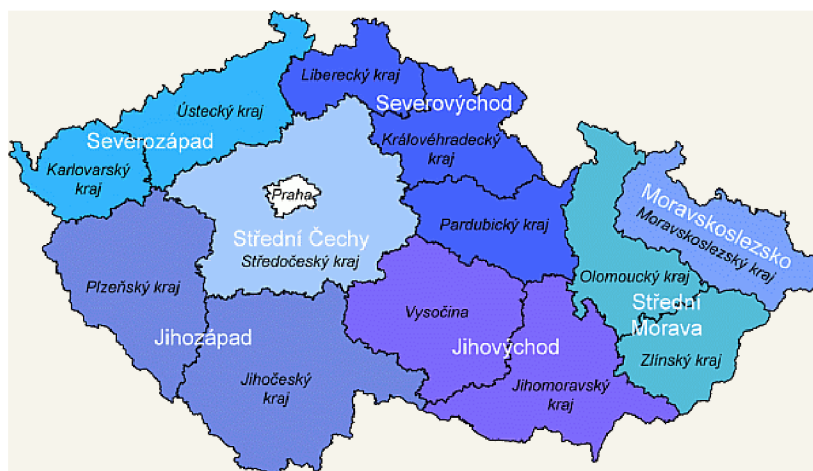 Liberecký kraj
Severovýchod
Ústecký kraj
Severozápad
Královéhradecký
kraj
Karlovarský
kraj
Praha
Moravskoslezsko
Moravskoslezský kraj
Pardubický kraj
Střední Čechy
Středočeský kraj
Plzeňský kraj
Olomoucký kraj
Vysočina
Střední
Morava
Jihozápad
Jihovýchod
Zlínský kraj
Jihočeský
kraj
Jihomoravský
kraj